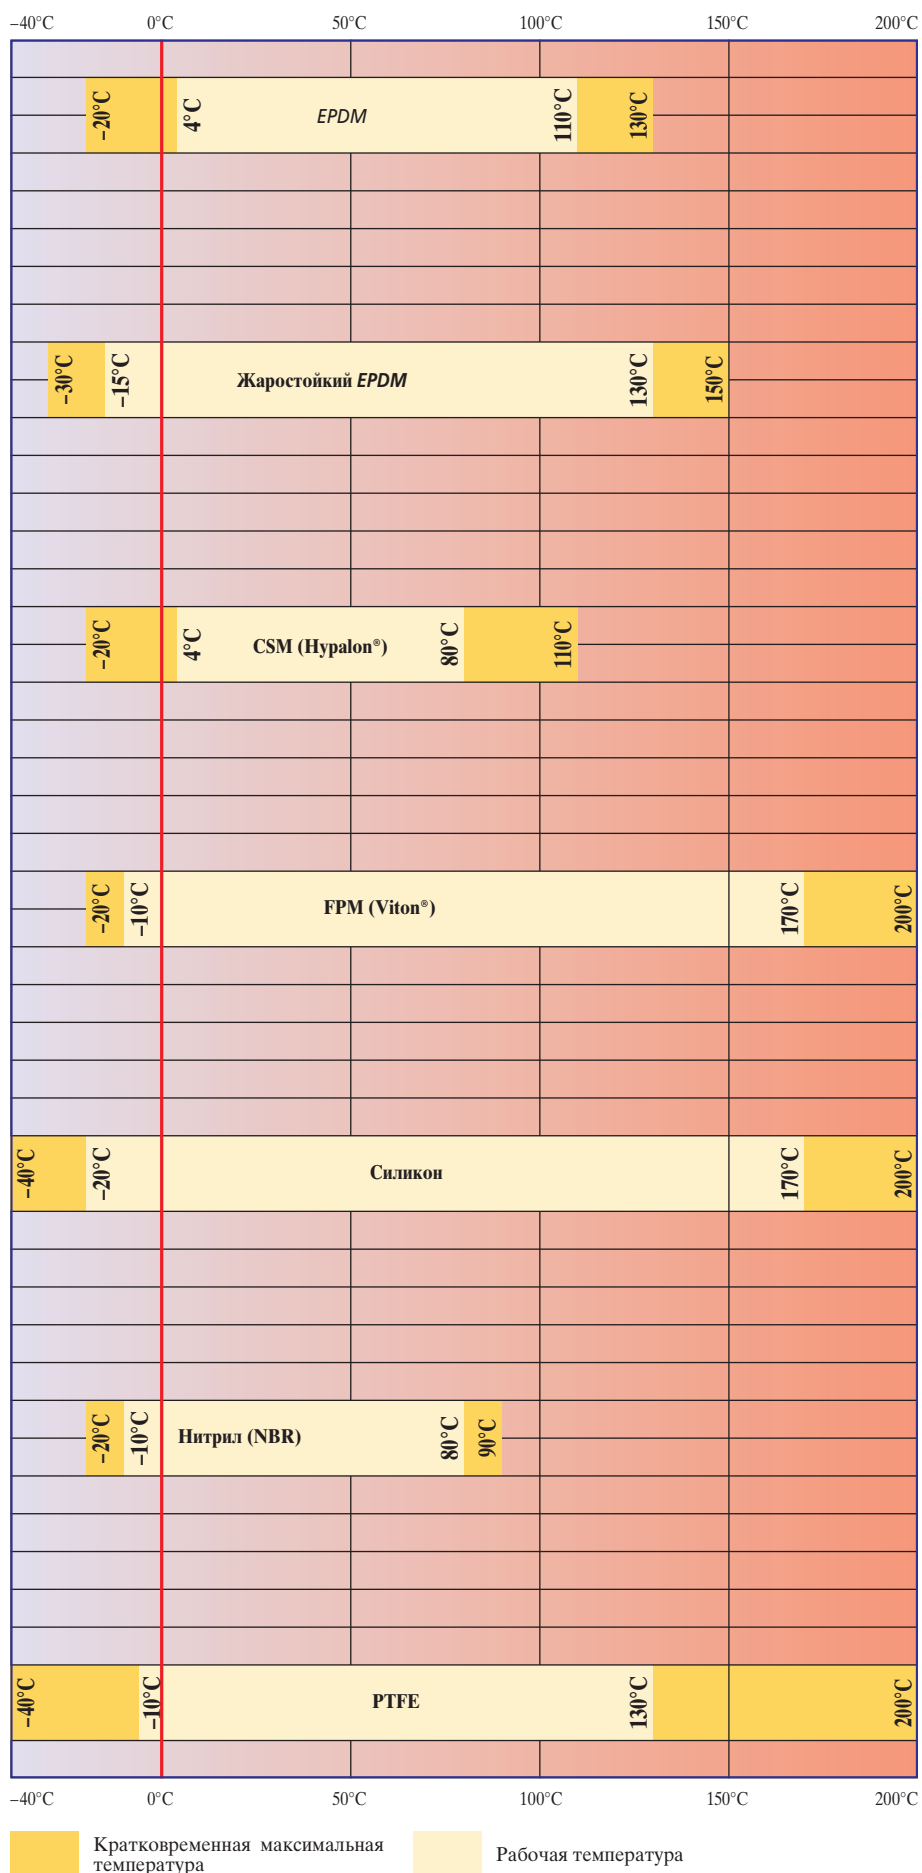 –40°C 0°C 50°C 100°C 150°C 200°C
–20°C 4°C EPDM 110°C 130°C
–30°C –15°C Жаростойкий EPDM 130°C 150°C
–20°C 4°C CSM (Hypalon®) 80°C 110°C
–20°C –10°C FPM (Viton®) 170°C 200°C
–40°C –20°C Силикон 170°C 200°C
–20°C –10°C Нитрил (NBR) 80°C 90°C
–40°C –10°C PTFE 130°C 200°C
–40°C 0°C 50°C 100°C 150°C 200°C
Кратковременная максимальная
температура
Рабочая температура